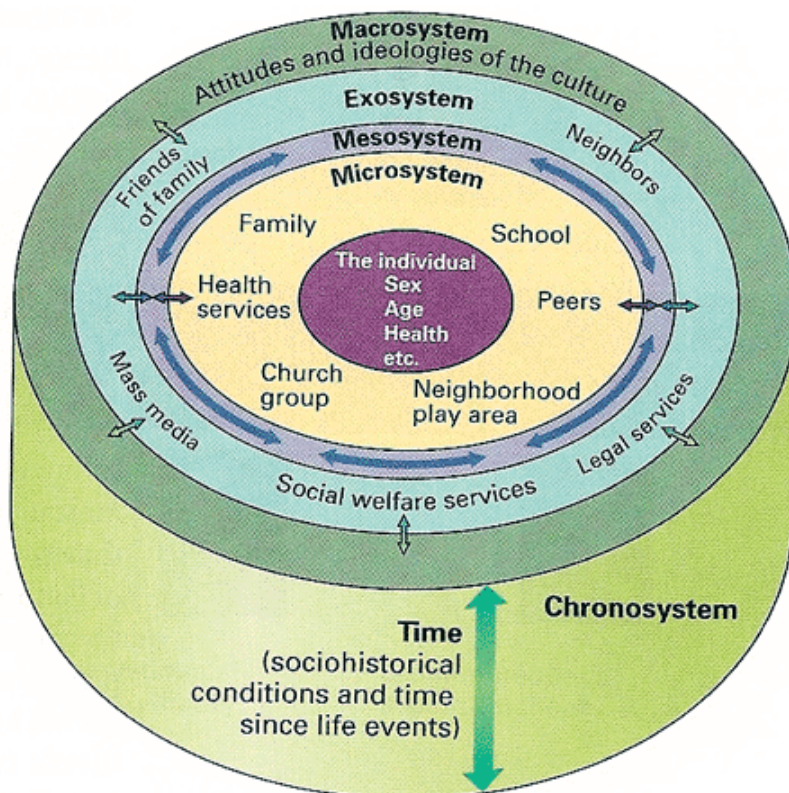 Macrosystem
Attitudes and ideologies of the culture
Exosystem
Mesosystem
Microsystem
Friends
of family
Neighbors
Family
School
The individual
Sex
Age
Health
etc.
Health
services
Peers
Church
group
Neighborhood
play area
Mass media
Social welfare services
Legal services
Chronosystem
Time
(sociohistorical
conditions and time
since life events)